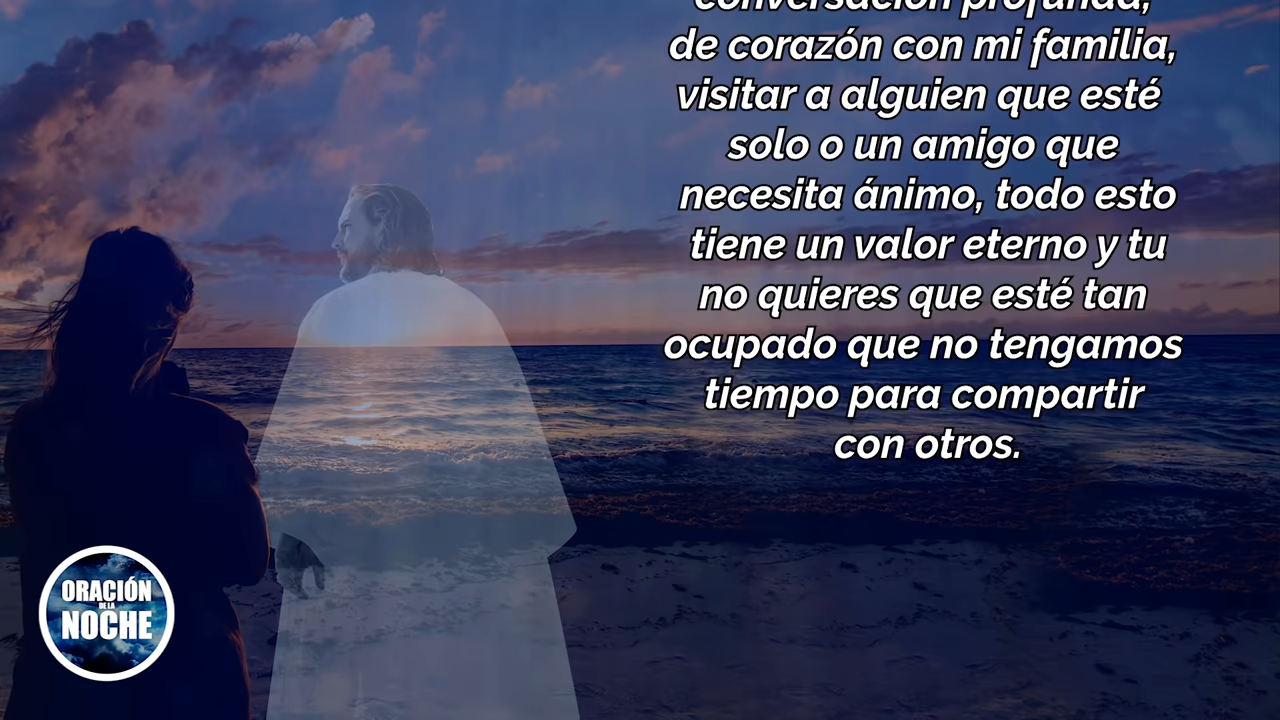 conversación profunda,
de corazón con mi familia,
visitar a alguien que esté
solo o un amigo que
necesita ánimo, todo esto
tiene un valor eterno y tu
no quieres que esté tan
ocupado que no tengamos
tiempo para compartir
con otros.
ORACIÓN
DE LA
NOCHE